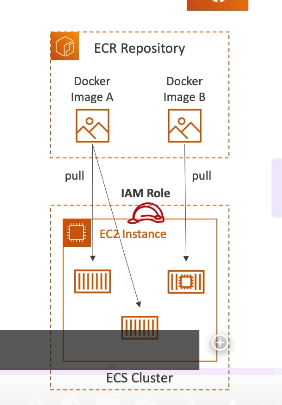 ECR Repository
Docker
Image A
Docker
Image B
pull
pull
IAM Role
EC2 Instance
ECS Cluster